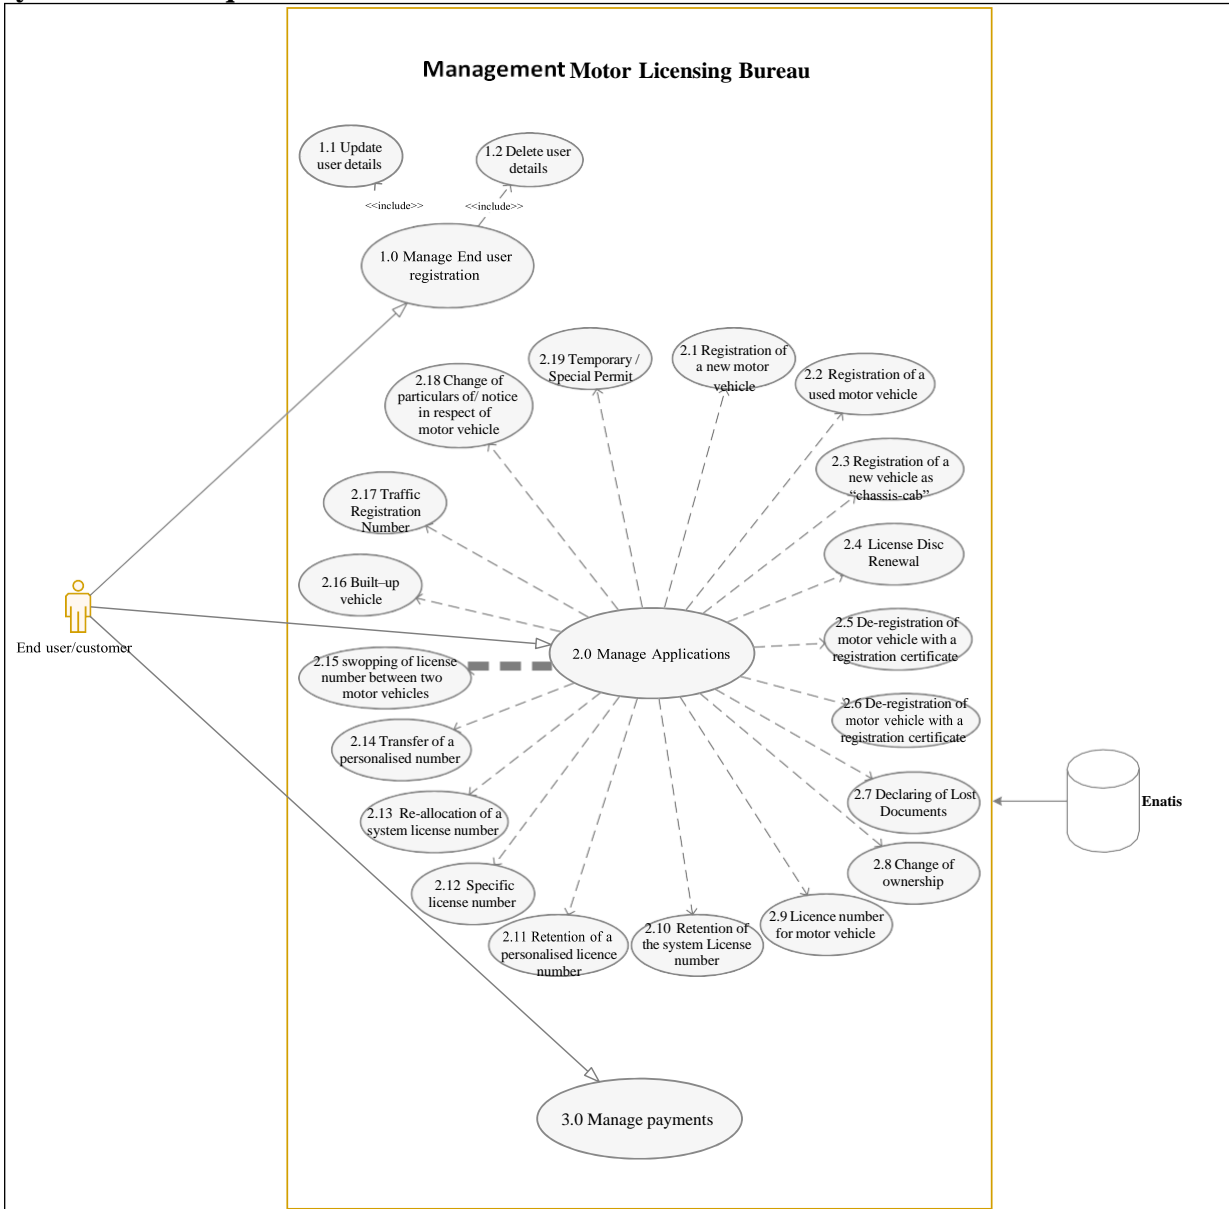 Management Motor Licensing Bureau
1.1 Update
user details
1.2 Delete user
details
<<include>>
<<include>>
1.0 Manage End user
registration
2.19 Temporary /
Special Permit
2.1 Registration of
a new motor
vehicle
2.2 Registration of a
used motor vehicle
2.18 Change of
particulars of/ notice
in respect of
motor vehicle
2.3 Registration of a
new vehicle as
“chassis-cab”
2.17 Traffic
Registration
Number
2.4 License Disc
Renewal
2.16 Built–up
vehicle
2.5 De-registration of
motor vehicle with a
registration certificate
End user/customer
2.0 Manage Applications
2.15 swopping of license
number between two
motor vehicles
2.6 De-registration of
motor vehicle with a
registration certificate
2.14 Transfer of a
personalised number
2.7 Declaring of Lost
Documents
Enatis
2.13 Re-allocation of a
system license number
2.8 Change of
ownership
2.12 Specific
license number
2.9 Licence number
for motor vehicle
2.11 Retention of a
personalised licence
number
2.10 Retention of
the system License
number
3.0 Manage payments